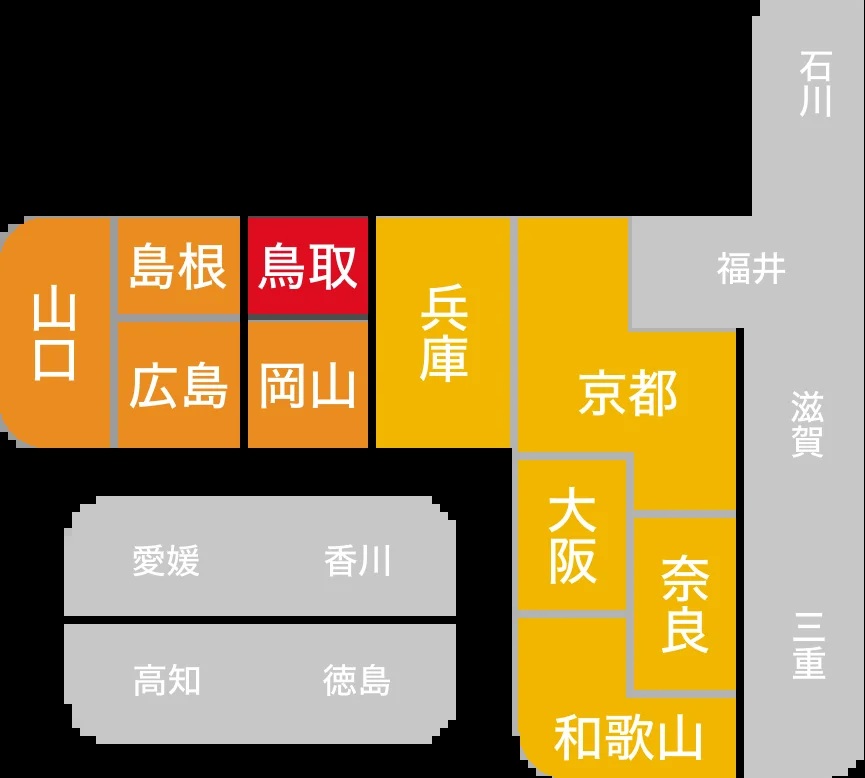 石川
福井
島根
鳥取
山口
兵庫
広島
岡山
京都
滋賀
大阪
愛媛
香川
奈良
三重
高知
徳島
和歌山